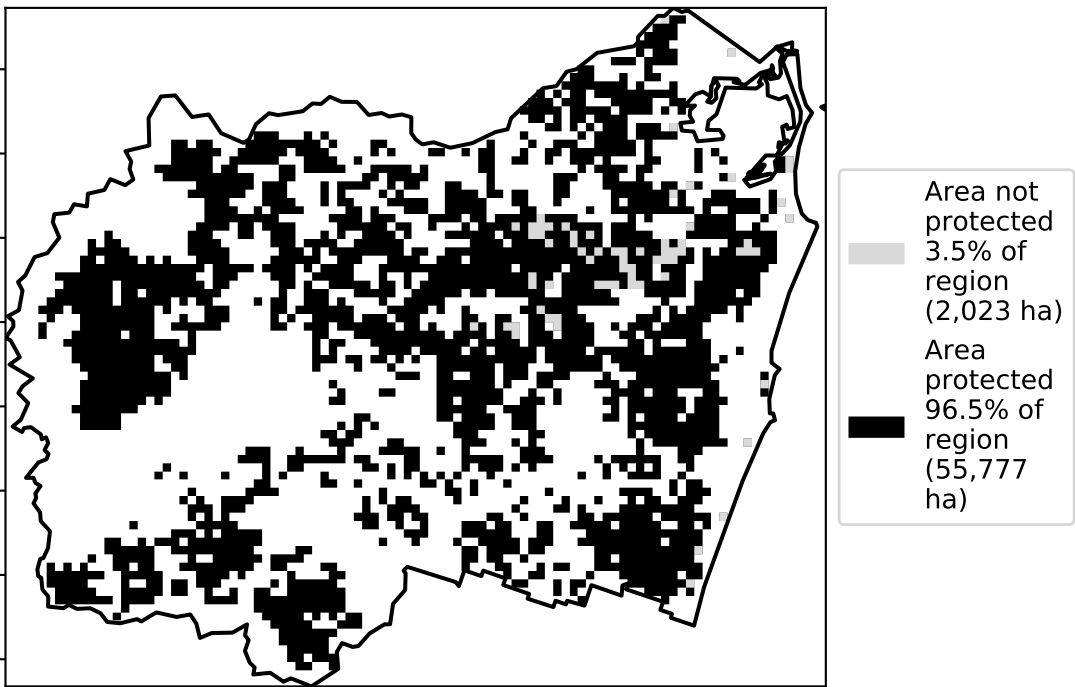 Area not
protected
3.5% of
region
(2,023 ha)
Area
protected
96.5% of
region
(55,777
ha)